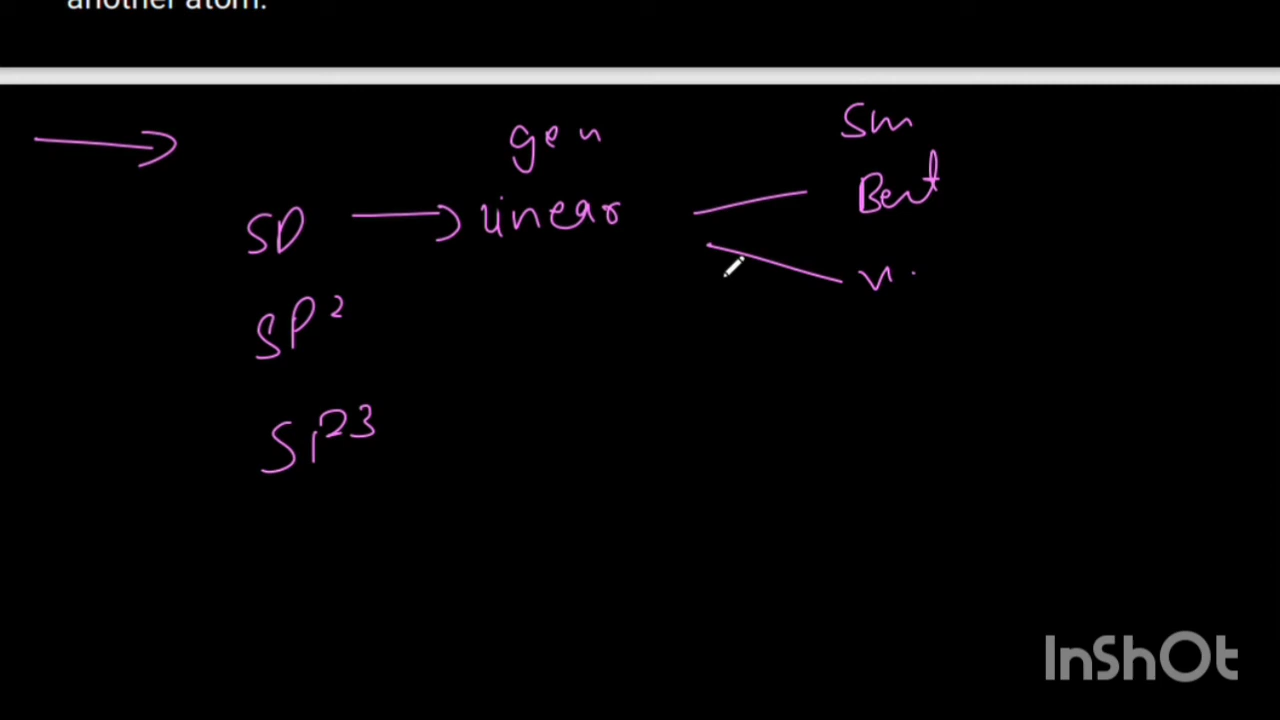 another atom.
gen Sm
SP → linear Bent
V.
SP²
SP³
InShOt